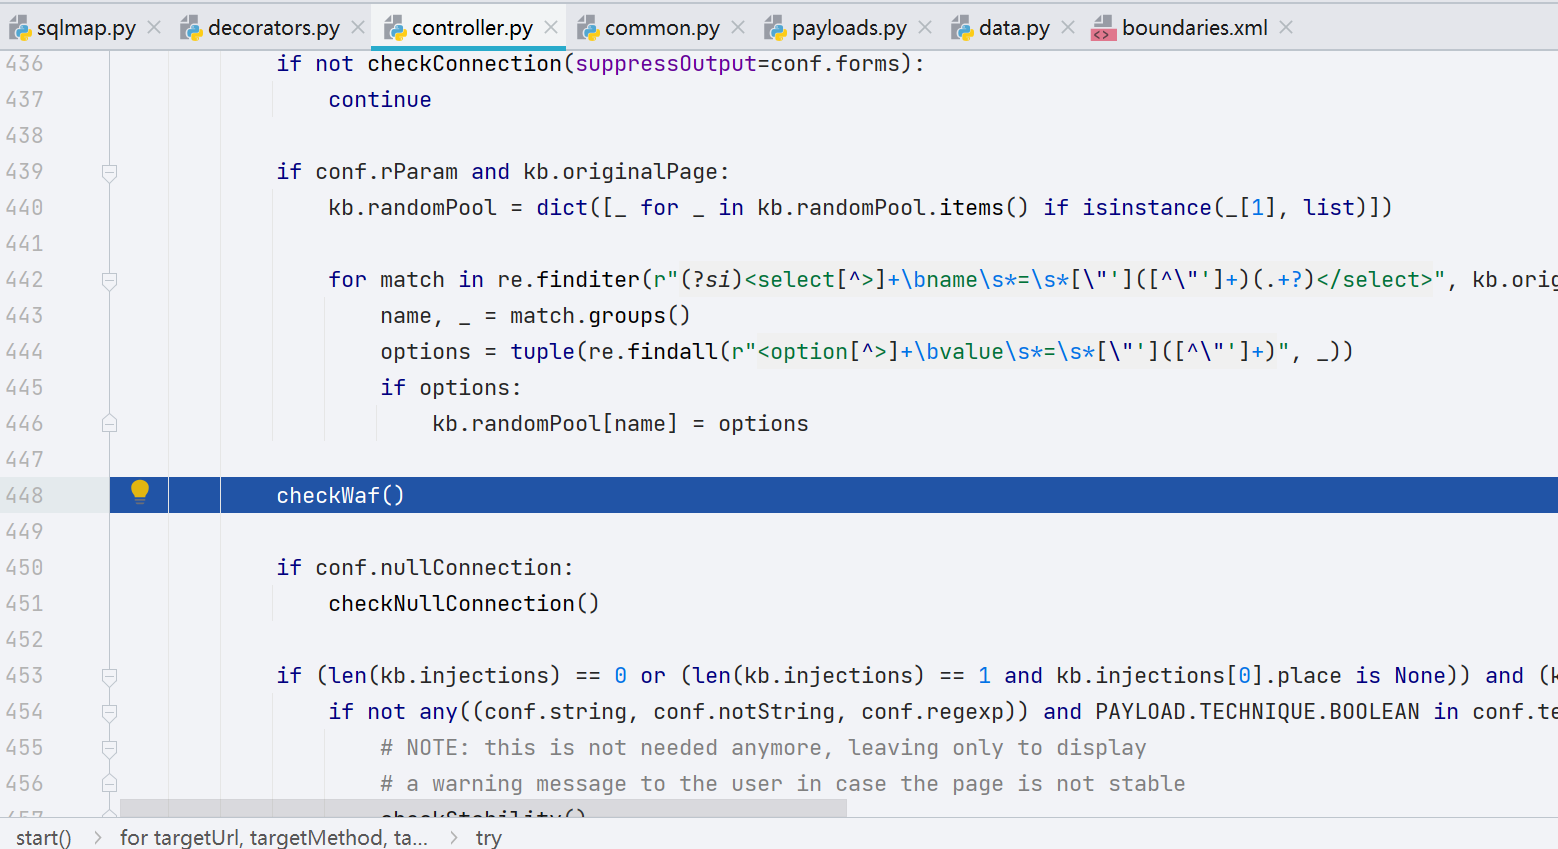 sqlmap.py decorators.py controller.py common.py payloads.py data.py boundaries.xml
436 if not checkConnection(suppressOutput=conf.forms):
437 continue
438
439 if conf.rParam and kb.originalPage:
440 kb.randomPool = dict([_ for _ in kb.randomPool.items() if isinstance(_[1], list)])
441
442 for match in re.finditer(r"(?si)<select[^>]+\bname\s*=\s*[\"']([^\"']+)(.+?)</select>", kb.orig
443 name, _ = match.groups()
444 options = tuple(re.findall(r"<option[^>]+\bvalue\s*=\s*[\"']([^\"']+)", _))
445 if options:
446 kb.randomPool[name] = options
447
448 checkWaf()
449
450 if conf.nullConnection:
451 checkNullConnection()
452
453 if (len(kb.injections) == 0 or (len(kb.injections) == 1 and kb.injections[0].place is None)) and (k
454 if not any((conf.string, conf.notString, conf.regexp)) and PAYLOAD.TECHNIQUE.BOOLEAN in conf.te
455 # NOTE: this is not needed anymore, leaving only to display
456 # a warning message to the user in case the page is not stable
457 checkStability()
start() > for targetUrl, targetMethod, ta... > try